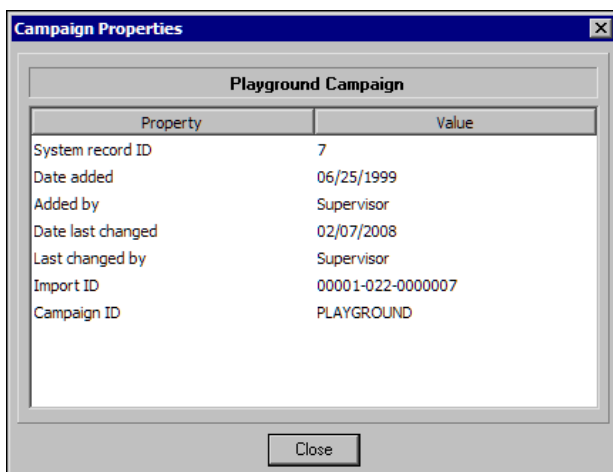 Campaign Properties
Playground Campaign
Property Value
System record ID 7
Date added 06/25/1999
Added by Supervisor
Date last changed 02/07/2008
Last changed by Supervisor
Import ID 00001-022-0000007
Campaign ID PLAYGROUND
Close